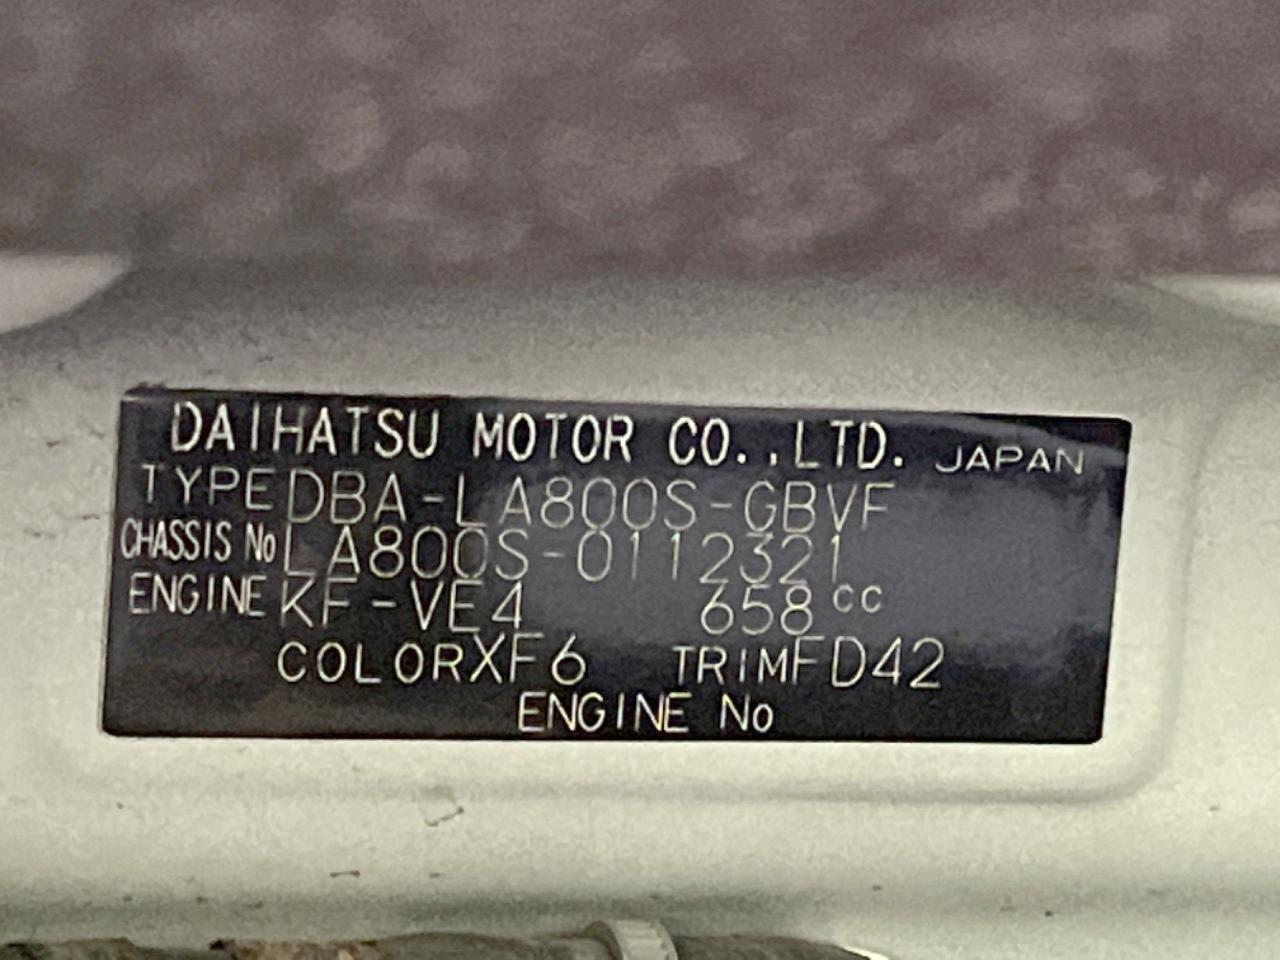 DAIHATSU MOTOR CO.,LTD. JAPAN
TYPE DBA-LA800S-GBVF
CHASSIS No LA800S-0112321
ENGINE KF-VE4 658 cc
COLOR XF6 TRIM FD42
ENGINE No